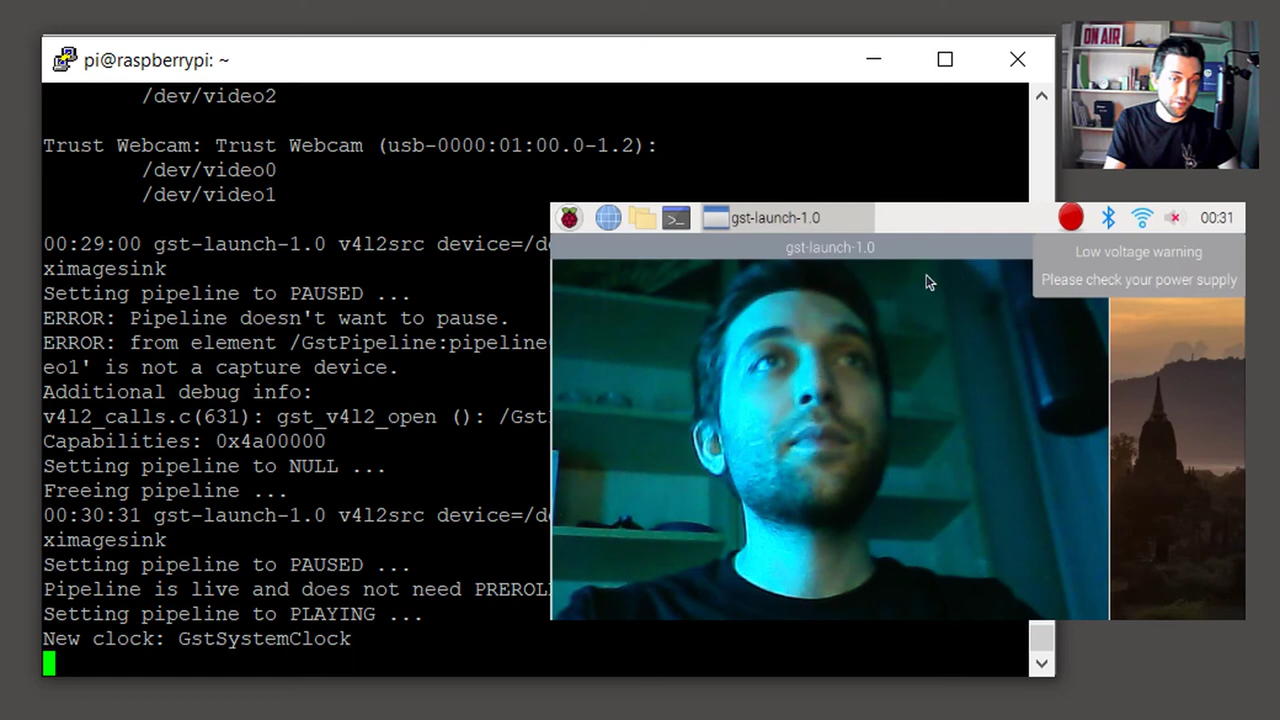 pi@raspberrypi: ~
/dev/video2
Trust Webcam: Trust Webcam (usb-0000:01:00.0-1.2):
/dev/video0
/dev/video1
00:29:00 gst-launch-1.0 v4l2src device=/d
ximagesink
Setting pipeline to PAUSED ...
ERROR: Pipeline doesn't want to pause.
ERROR: from element /GstPipeline:pipeline
eo1' is not a capture device.
Additional debug info:
v4l2_calls.c(631): gst_v4l2_open (): /Gst
Capabilities: 0x4a00000
Setting pipeline to NULL ...
Freeing pipeline ...
00:30:31 gst-launch-1.0 v4l2src device=/d
ximagesink
Setting pipeline to PAUSED ...
Pipeline is live and does not need PREROL
Setting pipeline to PLAYING ...
New clock: GstSystemClock
ON AIR
gst-launch-1.0
00:31
gst-launch-1.0
Low voltage warning
Please check your power supply